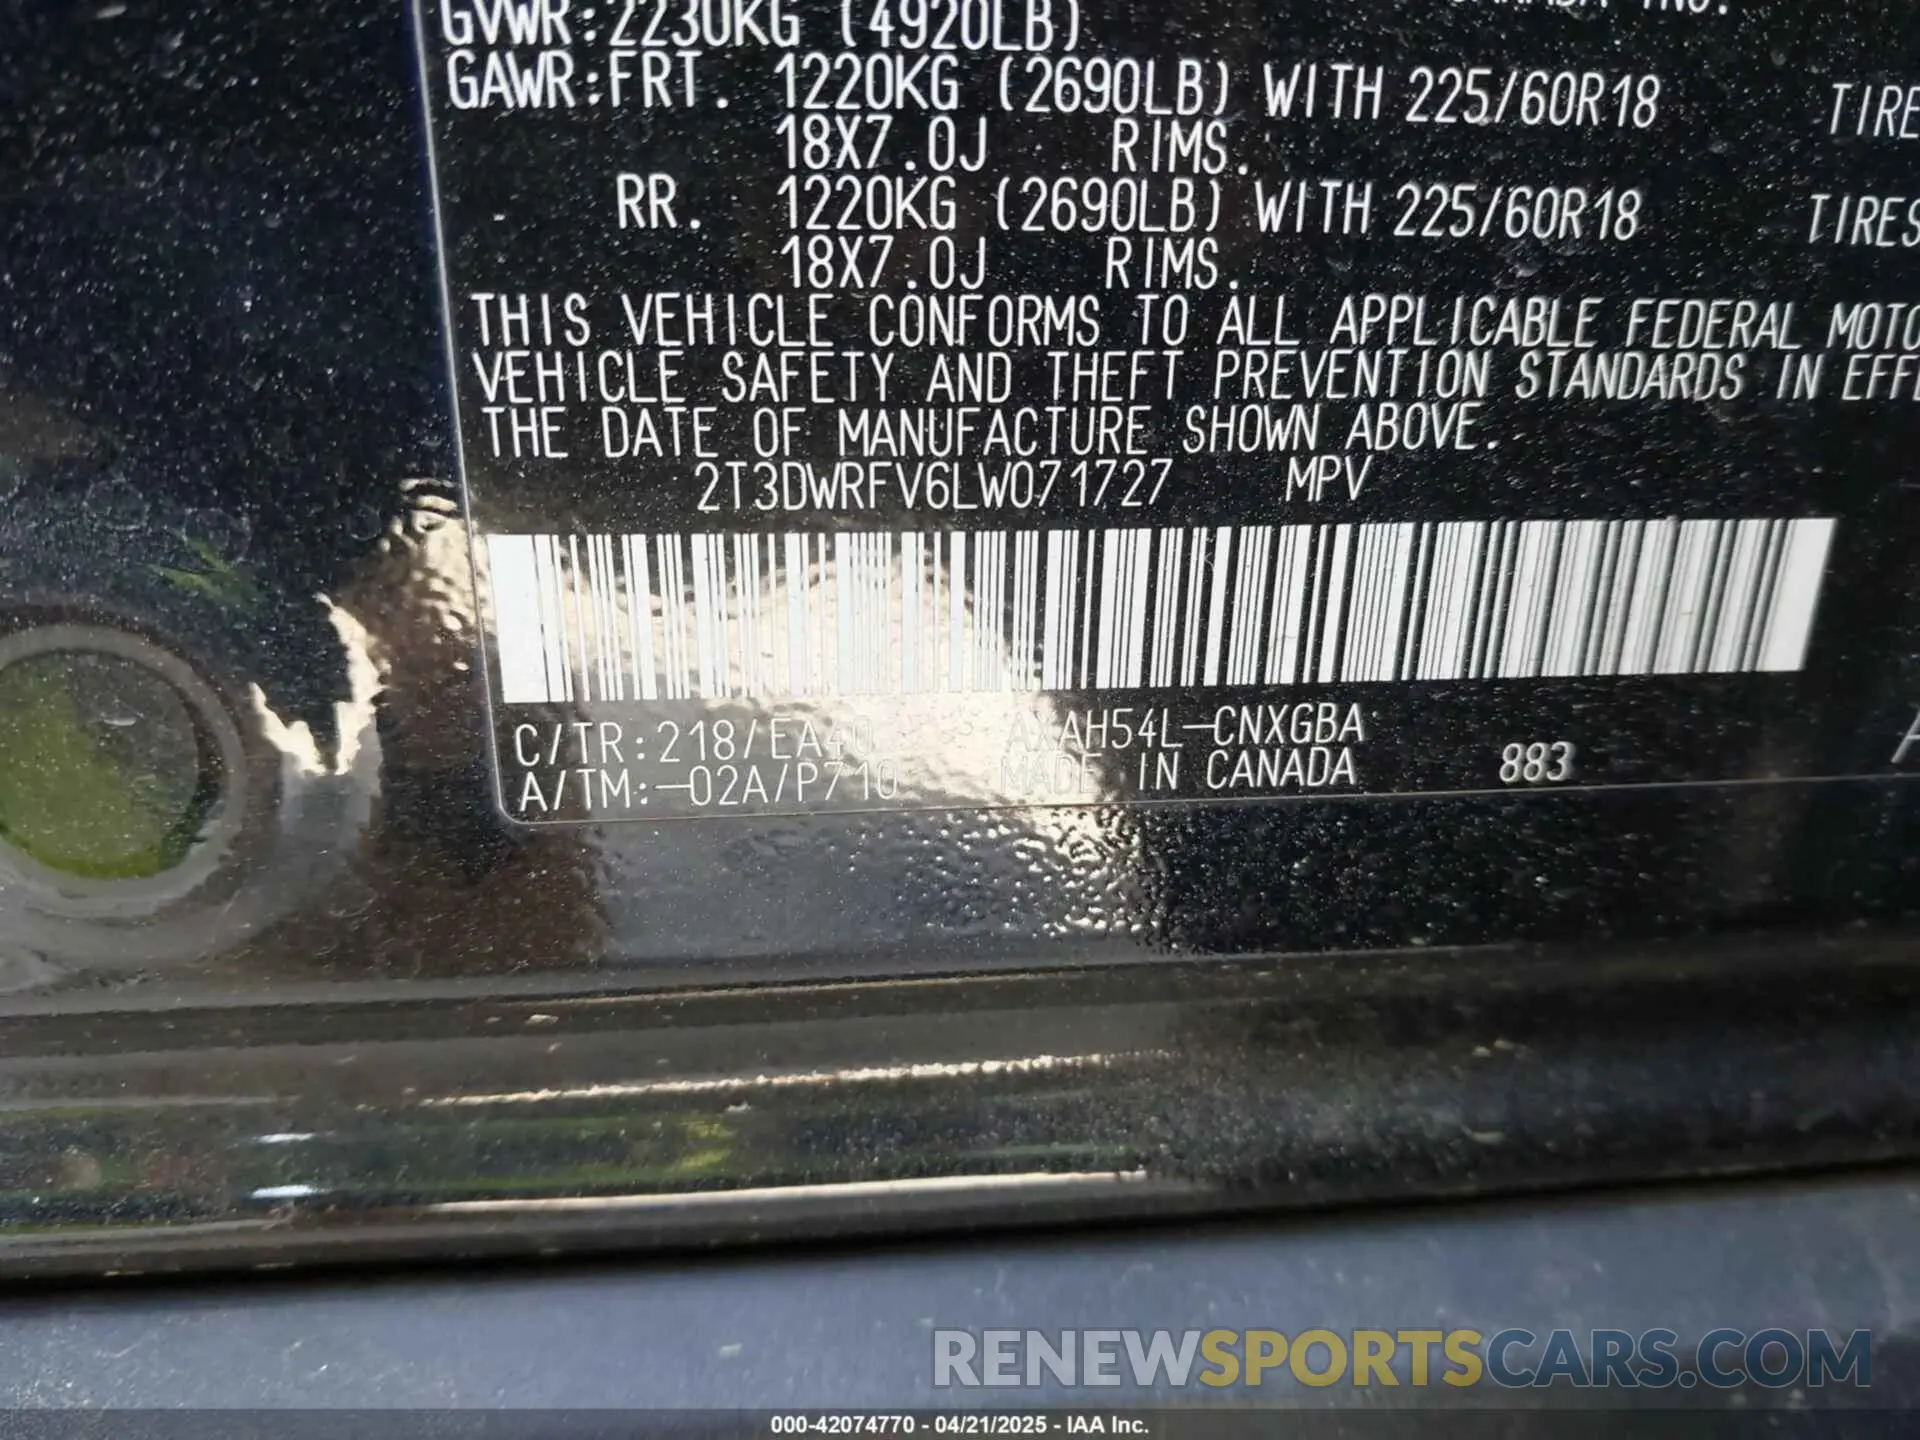 GVWR:2230KG (4920LB)
GAWR:FRT. 1220KG (2690LB) WITH 225/60R18 TIRE
18X7.0J RIMS.
RR. 1220KG (2690LB) WITH 225/60R18 TIRES
18X7.0J RIMS.
THIS VEHICLE CONFORMS TO ALL APPLICABLE FEDERAL MOTO
VEHICLE SAFETY AND THEFT PREVENTION STANDARDS IN EFFE
THE DATE OF MANUFACTURE SHOWN ABOVE.
2T3DWRFV6LW071727 MPV
C/TR:218/EA40 AXAH54L-CNXGBA
A/TM:-02A/P710 MADE IN CANADA 883
RENEWSPORTSCARS.COM
000-42074770 - 04/21/2025 - IAA Inc.